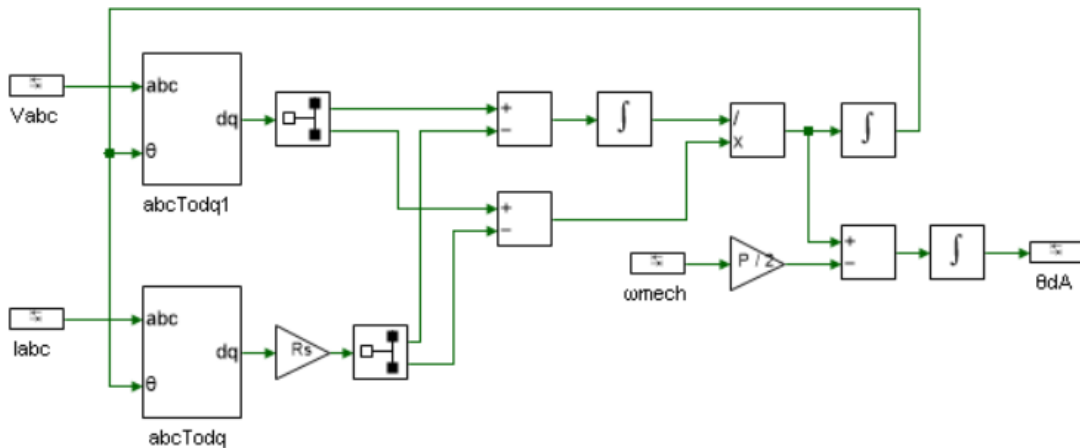 abc
Vabc
dq
θ
abcTodq1
+
−
∫
/
x
∫
+
−
+
−
∫
P / 2
ωmech
θdA
abc
Iabc
dq
Rs
θ
abcTodq